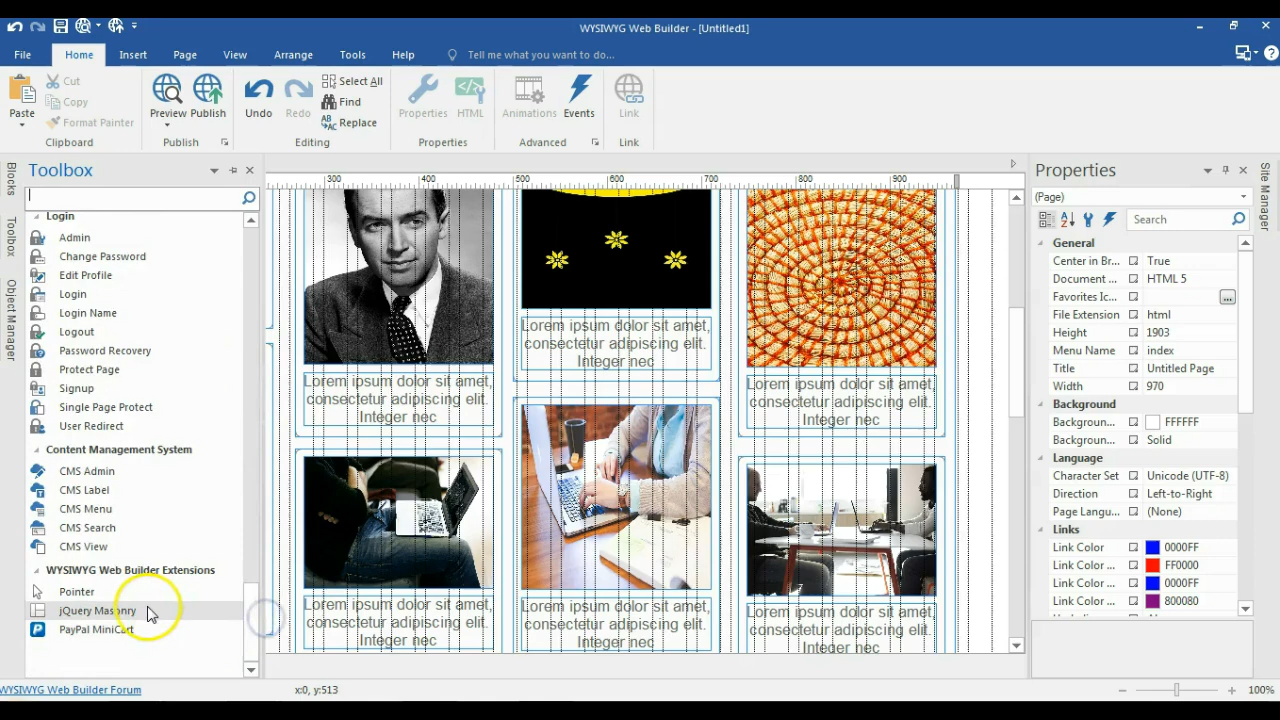 WYSIWYG Web Builder - [Untitled1]
File Home Insert Page View Arrange Tools Help Tell me what you want to do...
Paste
Cut
Copy
Format Painter
Clipboard
Preview Publish
Publish
Undo Redo
Select All
Find
Replace
Editing
Properties HTML
Properties
Animations Events
Advanced
Link
Link
Blocks
Toolbox
Object Manager
Toolbox
Login
Admin
Change Password
Edit Profile
Login
Login Name
Logout
Password Recovery
Protect Page
Signup
Single Page Protect
User Redirect
Content Management System
CMS Admin
CMS Label
CMS Menu
CMS Search
CMS View
WYSIWYG Web Builder Extensions
Pointer
jQuery Masonry
PayPal MiniCart
300 400 500 600 700 800 900
Lorem ipsum dolor sit amet,
consectetur adipiscing elit.
Integer nec
Lorem ipsum dolor sit amet,
consectetur adipiscing elit.
Integer nec
Lorem ipsum dolor sit amet,
consectetur adipiscing elit.
Integer nec
Lorem ipsum dolor sit amet,
consectetur adipiscing elit.
Integer nec
Lorem ipsum dolor sit amet,
consectetur adipiscing elit.
Integer nec
Lorem ipsum dolor sit amet,
consectetur adipiscing elit.
Integer nec
Properties
(Page)
Search
General
Center in Br... True
Document ... HTML 5
Favorites Ic... ...
File Extension html
Height 1903
Menu Name index
Title Untitled Page
Width 970
Background
Backgroun... FFFFFF
Backgroun... Solid
Language
Character Set Unicode (UTF-8)
Direction Left-to-Right
Page Langu... (None)
Links
Link Color 0000FF
Link Color ... FF0000
Link Color ... 0000FF
Link Color ... 800080
Site Manager
WYSIWYG Web Builder Forum
x:0, y:513
100%